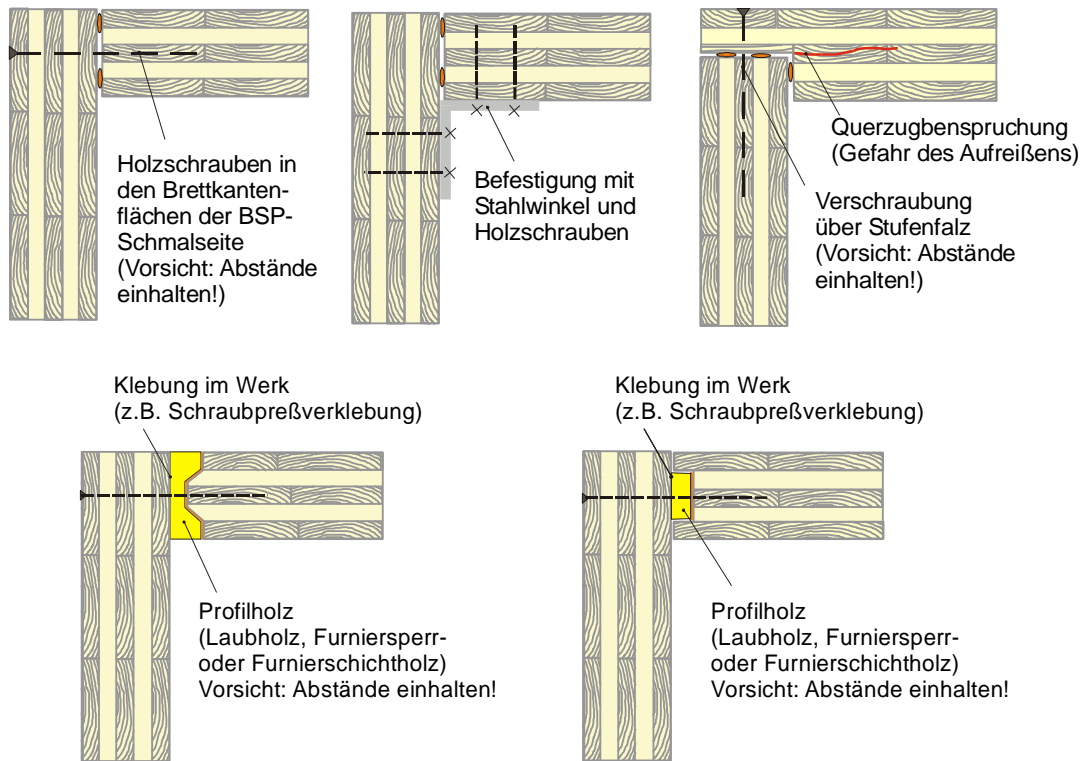 Holzschrauben in
den Brettkanten-
flächen der BSP-
Schmalseite
(Vorsicht: Abstände
einhalten!)
Befestigung mit
Stahlwinkel und
Holzschrauben
Querzugbenspruchung
(Gefahr des Aufreißens)
Verschraubung
über Stufenfalz
(Vorsicht: Abstände
einhalten!)
Klebung im Werk
(z.B. Schraubpreßverklebung)
Profilholz
(Laubholz, Furniersperr-
oder Furnierschichtholz)
Vorsicht: Abstände einhalten!
Klebung im Werk
(z.B. Schraubpreßverklebung)
Profilholz
(Laubholz, Furniersperr-
oder Furnierschichtholz)
Vorsicht: Abstände einhalten!